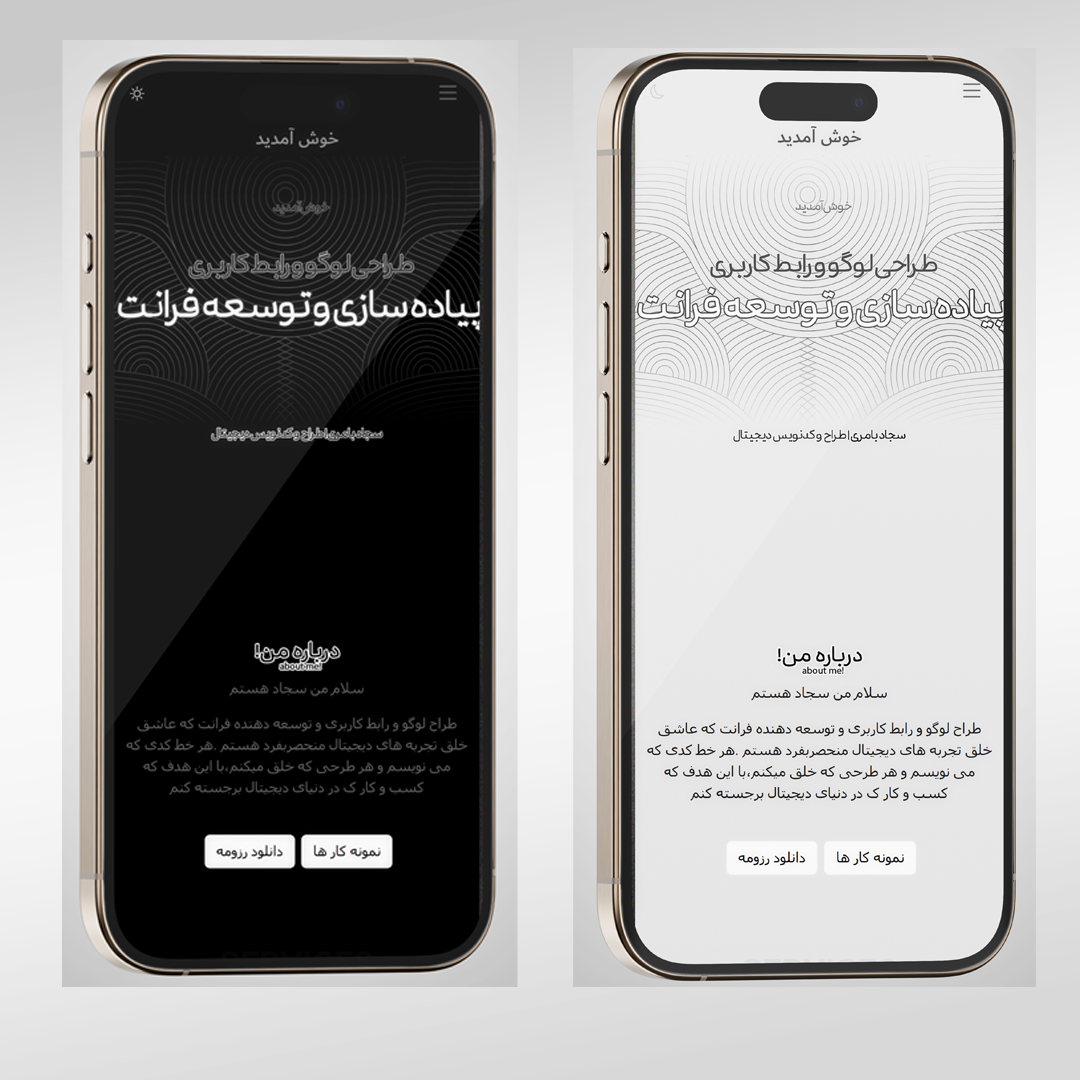 خوش آمدید
خوش آمدید
طراحی لوگو و رابط کاربری
پیاده سازی و توسعه فرانت
سجاد بامری | طراح و کدنویس دیجیتال
درباره من!
about me!
سلام من سجاد هستم
طراح لوگو و رابط کاربری و توسعه دهنده فرانت که عاشق
خلق تجربه های دیجیتال منحصربفرد هستم .هر خط کدی که
می نویسم و هر طرحی که خلق میکنم،با این هدف که
کسب و کار ک در دنیای دیجیتال برجسته کنم
نمونه کار ها
دانلود رزومه
خوش آمدید
خوش آمدید
طراحی لوگو و رابط کاربری
پیاده سازی و توسعه فرانت
سجاد بامری | طراح و کدنویس دیجیتال
درباره من!
about me!
سلام من سجاد هستم
طراح لوگو و رابط کاربری و توسعه دهنده فرانت که عاشق
خلق تجربه های دیجیتال منحصربفرد هستم .هر خط کدی که
می نویسم و هر طرحی که خلق میکنم،با این هدف که
کسب و کار ک در دنیای دیجیتال برجسته کنم
نمونه کار ها
دانلود رزومه